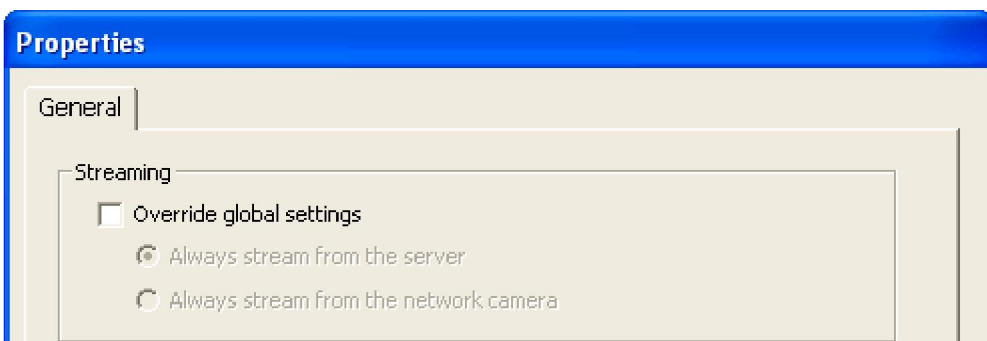 Properties
General
Streaming
Override global settings
Always stream from the server
Always stream from the network camera